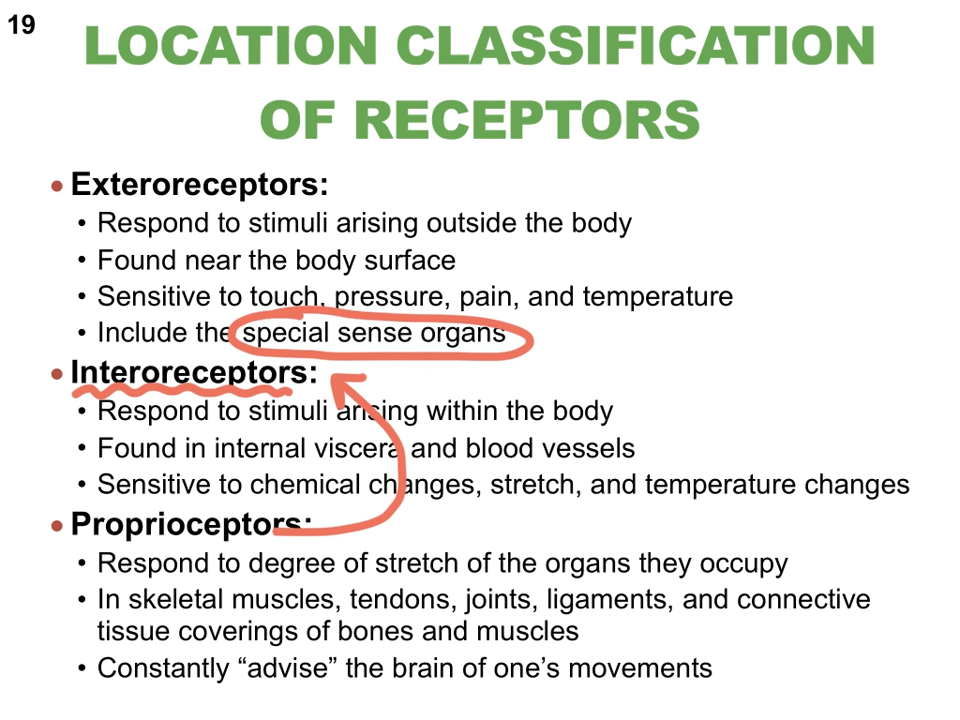 19
LOCATION CLASSIFICATION
OF RECEPTORS
• Exteroreceptors:
• Respond to stimuli arising outside the body
• Found near the body surface
• Sensitive to touch, pressure, pain, and temperature
• Include the special sense organs
• Interoreceptors:
• Respond to stimuli arising within the body
• Found in internal viscera and blood vessels
• Sensitive to chemical changes, stretch, and temperature changes
• Proprioceptors:
• Respond to degree of stretch of the organs they occupy
• In skeletal muscles, tendons, joints, ligaments, and connective
tissue coverings of bones and muscles
• Constantly “advise” the brain of one’s movements